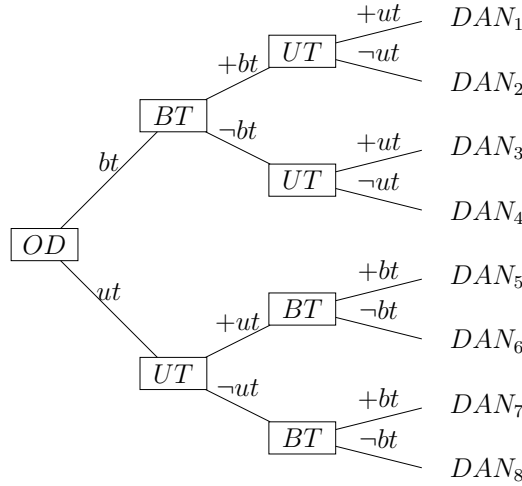 +ut DAN₁
UT
+bt ¬ut DAN₂
BT
¬bt +ut DAN₃
UT
bt ¬ut DAN₄
OD
ut +bt DAN₅
BT
+ut ¬bt DAN₆
UT
¬ut +bt DAN₇
BT
¬bt DAN₈